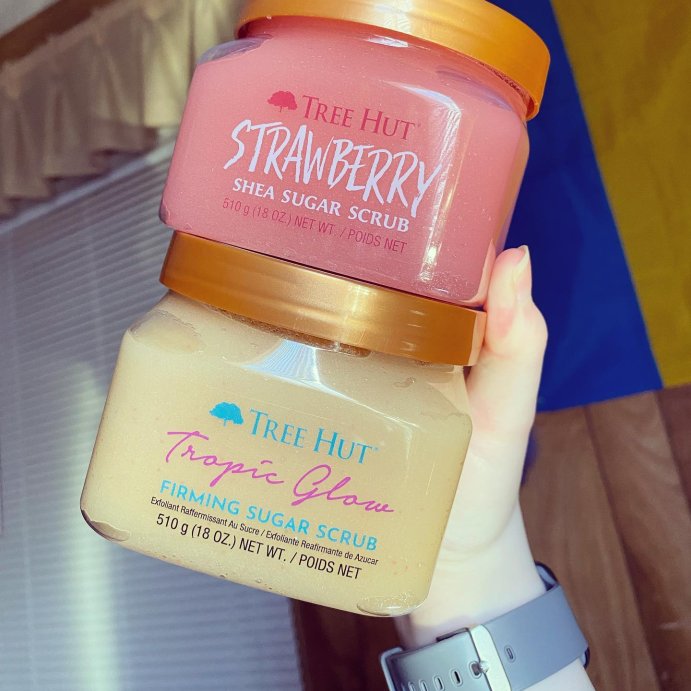 TREE HUT
STRAWBERRY
SHEA SUGAR SCRUB
510 g (18 OZ.) NET WT. / POIDS NET
TREE HUT
Tropic Glow
FIRMING SUGAR SCRUB
Exfoliant Raffermissant Au Sucre / Exfoliante Reafirmante de Azucar
510 g (18 OZ.) NET WT. / POIDS NET